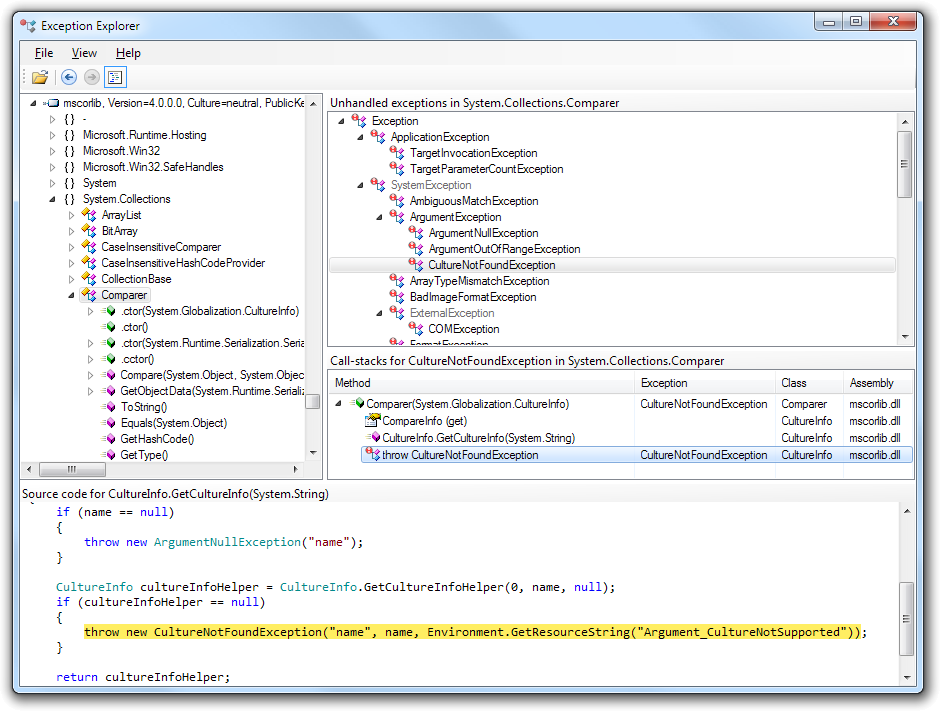 Exception Explorer
File View Help
mscorlib, Version=4.0.0.0, Culture=neutral, PublicKe
{} -
{} Microsoft.Runtime.Hosting
{} Microsoft.Win32
{} Microsoft.Win32.SafeHandles
{} System
{} System.Collections
ArrayList
BitArray
CaseInsensitiveComparer
CaseInsensitiveHashCodeProvider
CollectionBase
Comparer
.ctor(System.Globalization.CultureInfo)
.ctor()
.ctor(System.Runtime.Serialization.Seria
.cctor()
Compare(System.Object, System.Objec
GetObjectData(System.Runtime.Serializ
ToString()
Equals(System.Object)
GetHashCode()
GetType()
Unhandled exceptions in System.Collections.Comparer
Exception
ApplicationException
TargetInvocationException
TargetParameterCountException
SystemException
AmbiguousMatchException
ArgumentException
ArgumentNullException
ArgumentOutOfRangeException
CultureNotFoundException
ArrayTypeMismatchException
BadImageFormatException
ExternalException
COMException
FormatException
Call-stacks for CultureNotFoundException in System.Collections.Comparer
Method Exception Class Assembly
Comparer(System.Globalization.CultureInfo) CultureNotFoundException Comparer mscorlib.dll
CompareInfo (get) CultureInfo mscorlib.dll
CultureInfo.GetCultureInfo(System.String) CultureInfo mscorlib.dll
throw CultureNotFoundException CultureNotFoundException CultureInfo mscorlib.dll
Source code for CultureInfo.GetCultureInfo(System.String)
if (name == null)
{
throw new ArgumentNullException("name");
}
CultureInfo cultureInfoHelper = CultureInfo.GetCultureInfoHelper(0, name, null);
if (cultureInfoHelper == null)
{
throw new CultureNotFoundException("name", name, Environment.GetResourceString("Argument_CultureNotSupported"));
}
return cultureInfoHelper;